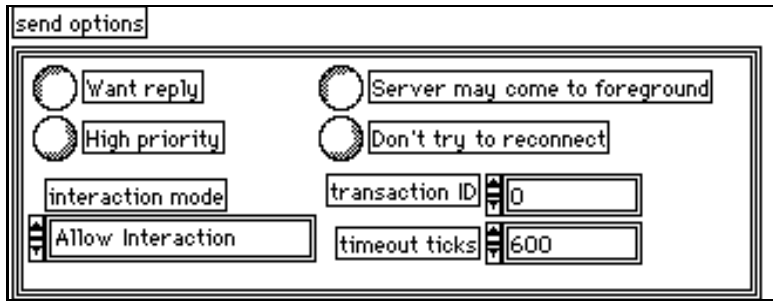 send options
Want reply
Server may come to foreground
High priority
Don't try to reconnect
interaction mode
transaction ID 0
Allow Interaction
timeout ticks 600